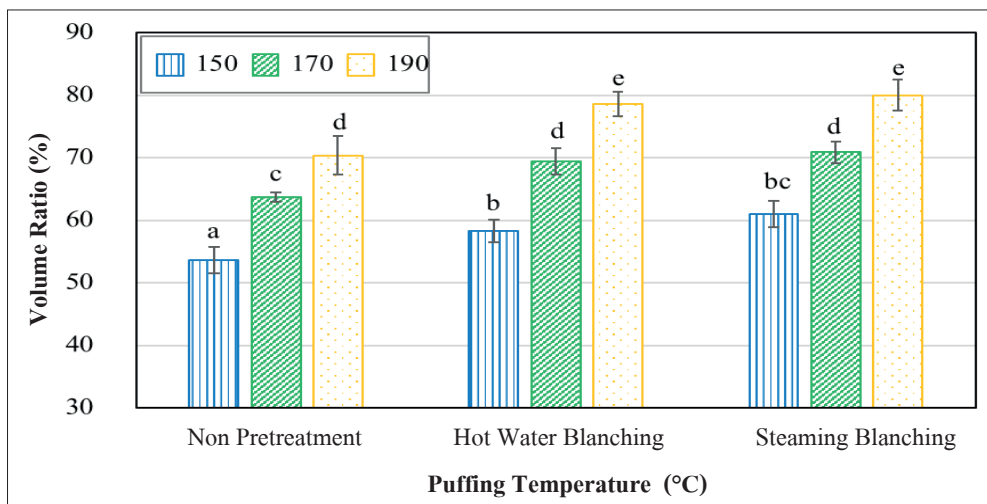 90
80
70
60
50
40
30
Volume Ratio (%)
150 170 190
a c d
b d e
bc d e
Non Pretreatment Hot Water Blanching Steaming Blanching
Puffing Temperature (°C)